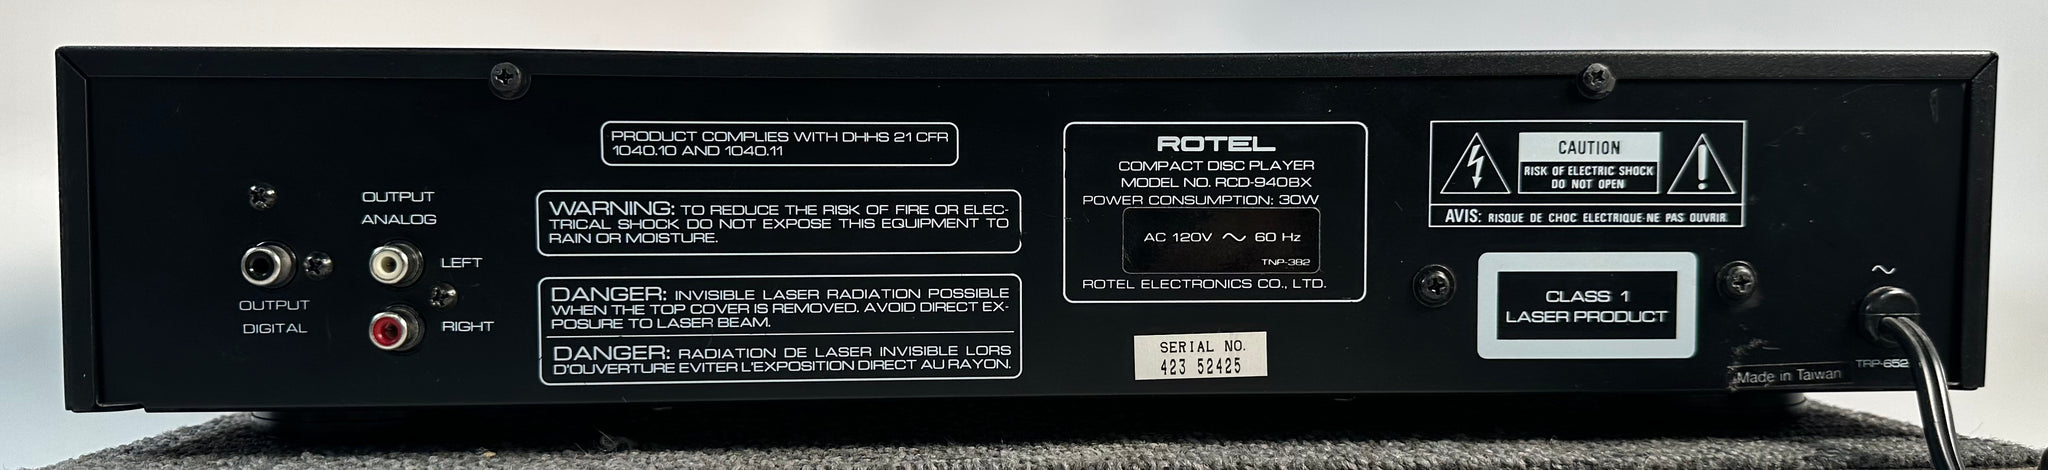 PRODUCT COMPLIES WITH DHHS 21 CFR
1040.10 AND 1040.11
OUTPUT
ANALOG
LEFT
RIGHT
OUTPUT
DIGITAL
WARNING: TO REDUCE THE RISK OF FIRE OR ELEC-
TRICAL SHOCK DO NOT EXPOSE THIS EQUIPMENT TO
RAIN OR MOISTURE.
DANGER: INVISIBLE LASER RADIATION POSSIBLE
WHEN THE TOP COVER IS REMOVED. AVOID DIRECT EX-
POSURE TO LASER BEAM.
DANGER: RADIATION DE LASER INVISIBLE LORS
D'OUVERTURE EVITER L'EXPOSITION DIRECT AU RAYON.
ROTEL
COMPACT DISC PLAYER
MODEL NO. RCD-940BX
POWER CONSUMPTION: 30W
AC 120V ~ 60 Hz
TNP-382
ROTEL ELECTRONICS CO., LTD.
SERIAL NO.
423 52425
CAUTION
RISK OF ELECTRIC SHOCK
DO NOT OPEN
AVIS: RISQUE DE CHOC ELECTRIQUE-NE PAS OUVRIR
CLASS 1
LASER PRODUCT
~
TRP-652
Made in Taiwan